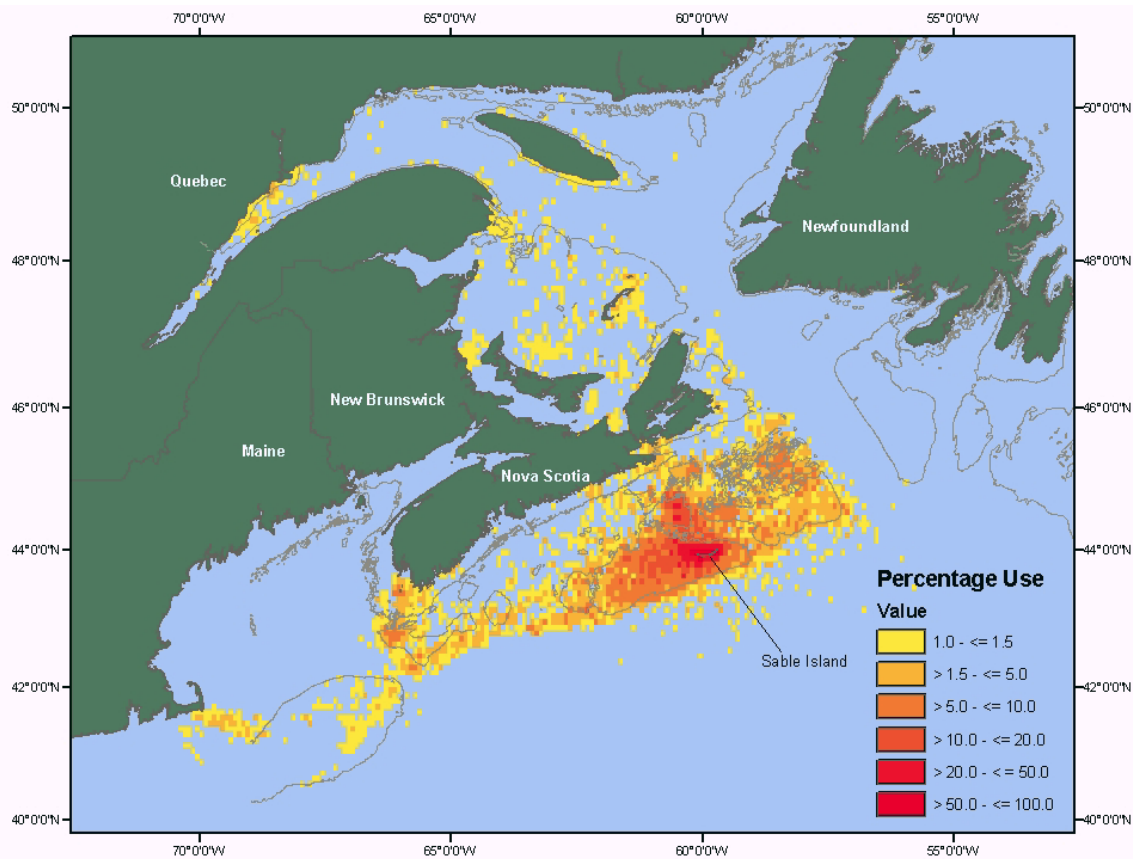 70°0'0"W 65°0'0"W 60°0'0"W 55°0'0"W
50°0'0"N 50°0'0"N
Quebec
Newfoundland
48°0'0"N 48°0'0"N
New Brunswick
46°0'0"N 46°0'0"N
Maine
Nova Scotia
44°0'0"N 44°0'0"N
Percentage Use
Value
1.0 - <= 1.5
Sable Island
>1.5 - <= 5.0
42°0'0"N 42°0'0"N
>5.0 - <= 10.0
>10.0 - <= 20.0
>20.0 - <= 50.0
>50.0 - <= 100.0
40°0'0"N 40°0'0"N
70°0'0"W 65°0'0"W 60°0'0"W 55°0'0"W